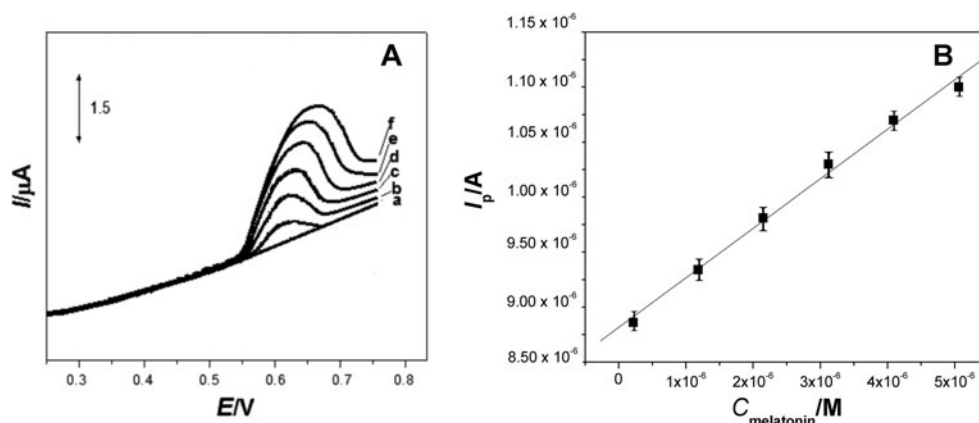 A
1.5
f
e
d
c
b
a
I/μA
0.3 0.4 0.5 0.6 0.7 0.8
E/V
B
1.15 x 10⁻⁶
1.10 x 10⁻⁶
1.05 x 10⁻⁶
1.00 x 10⁻⁶
9.50 x 10⁻⁶
9.00 x 10⁻⁶
8.50 x 10⁻⁶
Iₚ/A
0 1x10⁻⁶ 2x10⁻⁶ 3x10⁻⁶ 4x10⁻⁶ 5x10⁻⁶
C melatonin/M